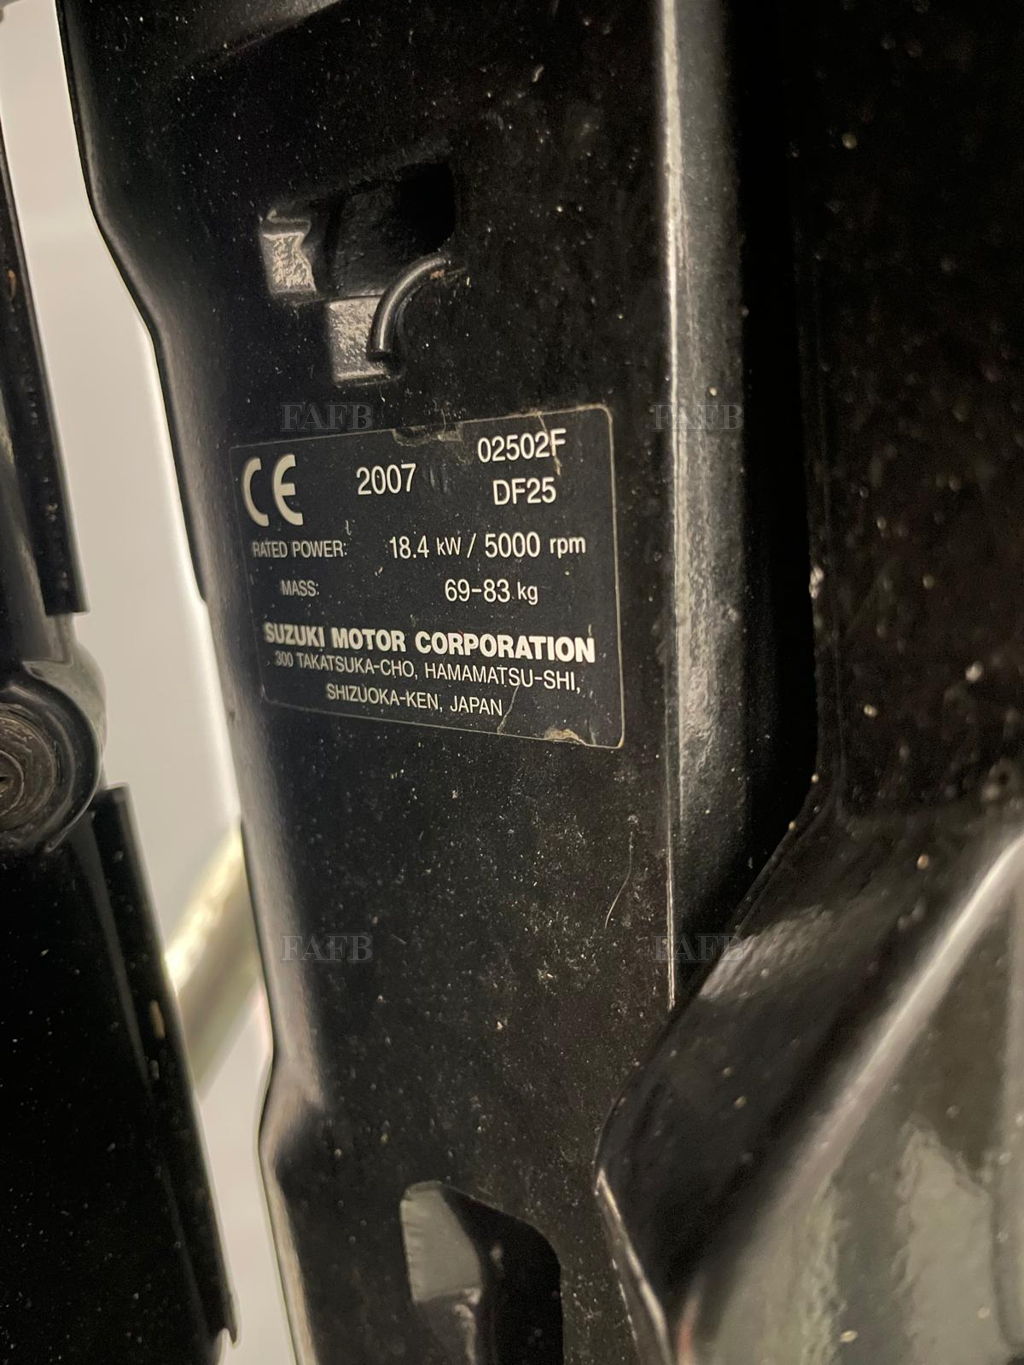 FAFB FAFB
CE 2007 02502F
DF25
RATED POWER: 18.4 kW / 5000 rpm
MASS: 69-83 kg
SUZUKI MOTOR CORPORATION
300 TAKATSUKA-CHO, HAMAMATSU-SHI,
SHIZUOKA-KEN, JAPAN
FAFB FAFB